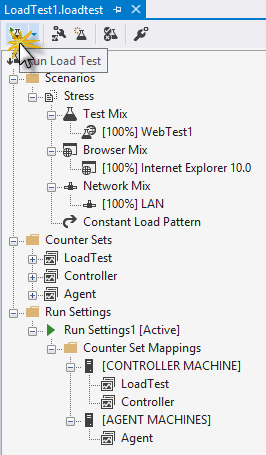 LoadTest1.loadtest
Run Load Test
Scenarios
Stress
Test Mix
[100%] WebTest1
Browser Mix
[100%] Internet Explorer 10.0
Network Mix
[100%] LAN
Constant Load Pattern
Counter Sets
LoadTest
Controller
Agent
Run Settings
Run Settings1 [Active]
Counter Set Mappings
[CONTROLLER MACHINE]
LoadTest
Controller
[AGENT MACHINES]
Agent